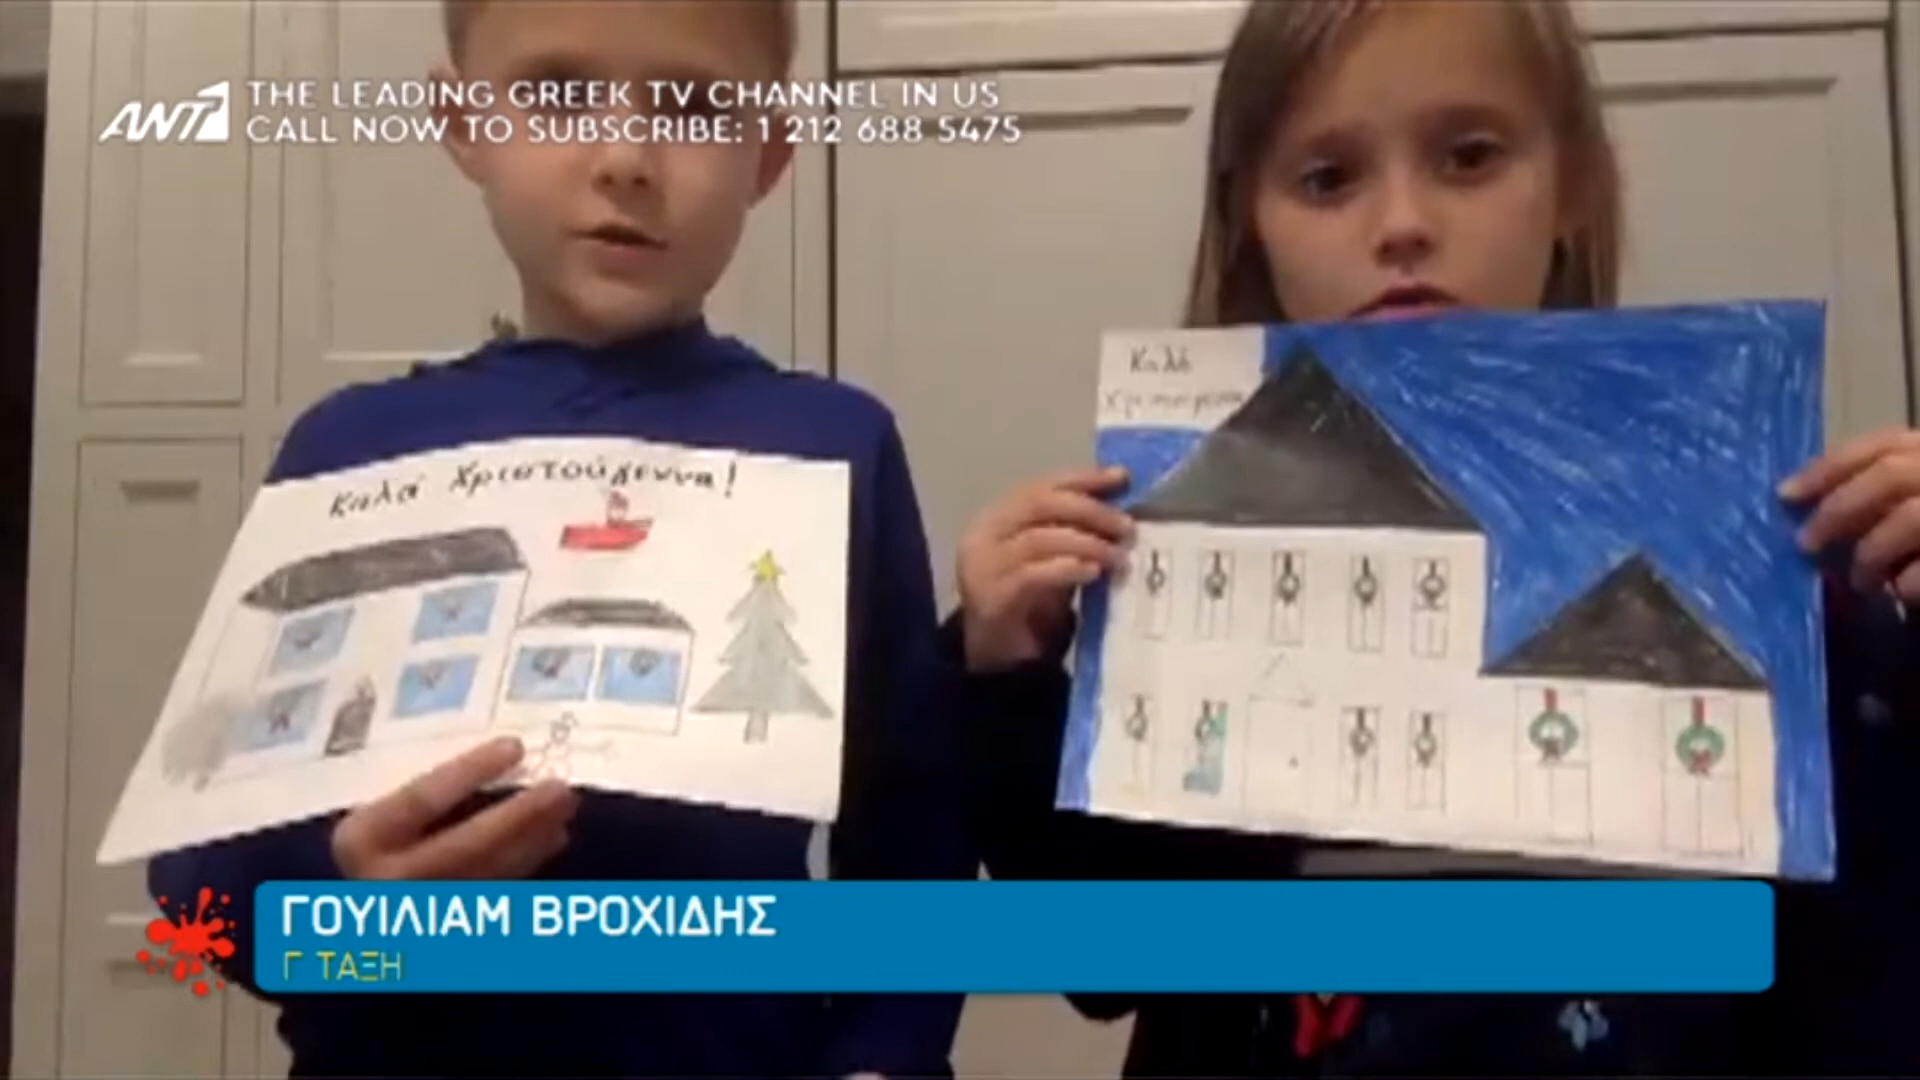 ANT1
THE LEADING GREEK TV CHANNEL IN US
CALL NOW TO SUBSCRIBE: 1 212 688 5475
Καλά Χριστούγεννα!
Καλά
ΓΟΥΙΛΙΑΜ ΒΡΟΧΙΔΗΣ
Γ ΤΑΞΗ